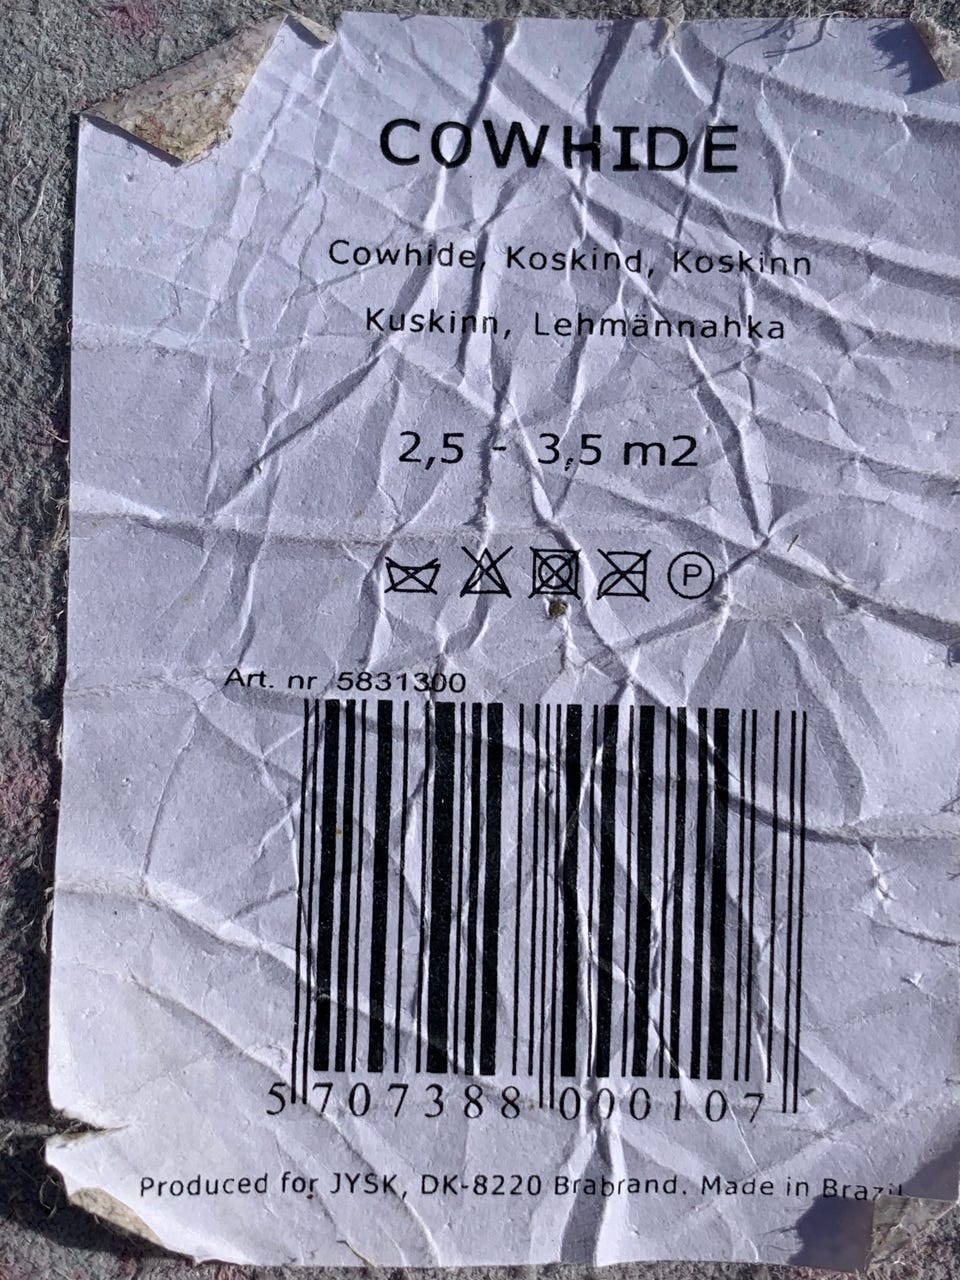 COWHIDE
Cowhide, Koskind, Koskinn
Kuskinn, Lehmännahka
2,5 - 3,5 m2
P
Art. nr 5831300
5 707388 000107
Produced for JYSK, DK-8220 Brabrand. Made in Brazil